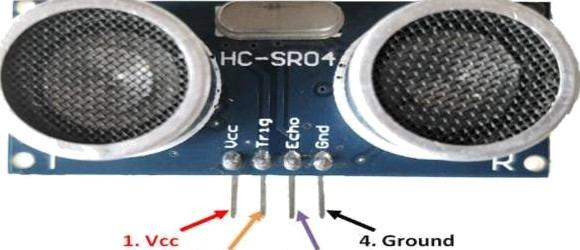 HC-SR04
Vcc
Trig
Echo
Gnd
T
R
1. Vcc
4. Ground